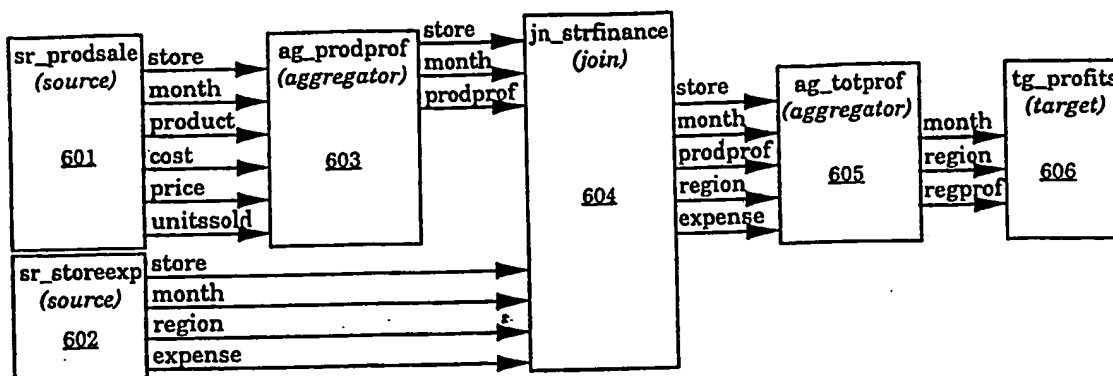 sr_prodsale
(source)
601
store
month
product
cost
price
unitssold
ag_prodprof
(aggregator)
603
store
month
prodprof
jn_strfinance
(join)
604
store
month
prodprof
region
expense
ag_totprof
(aggregator)
605
month
region
regprof
tg_profits
(target)
606
sr_storeexp
(source)
602
store
month
region
expense